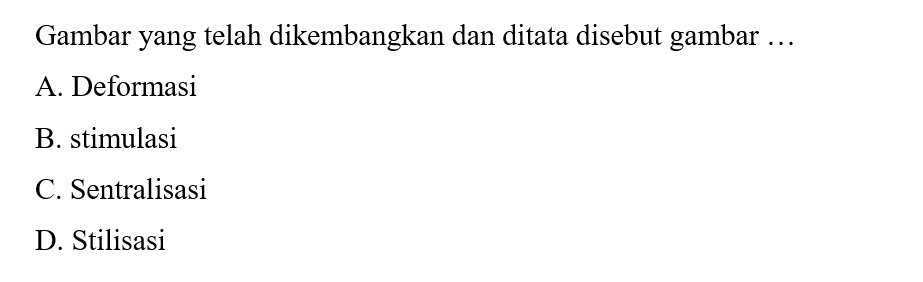 Gambar yang telah dikembangkan dan ditata disebut gambar …
A. Deformasi
B. stimulasi
C. Sentralisasi
D. Stilisasi